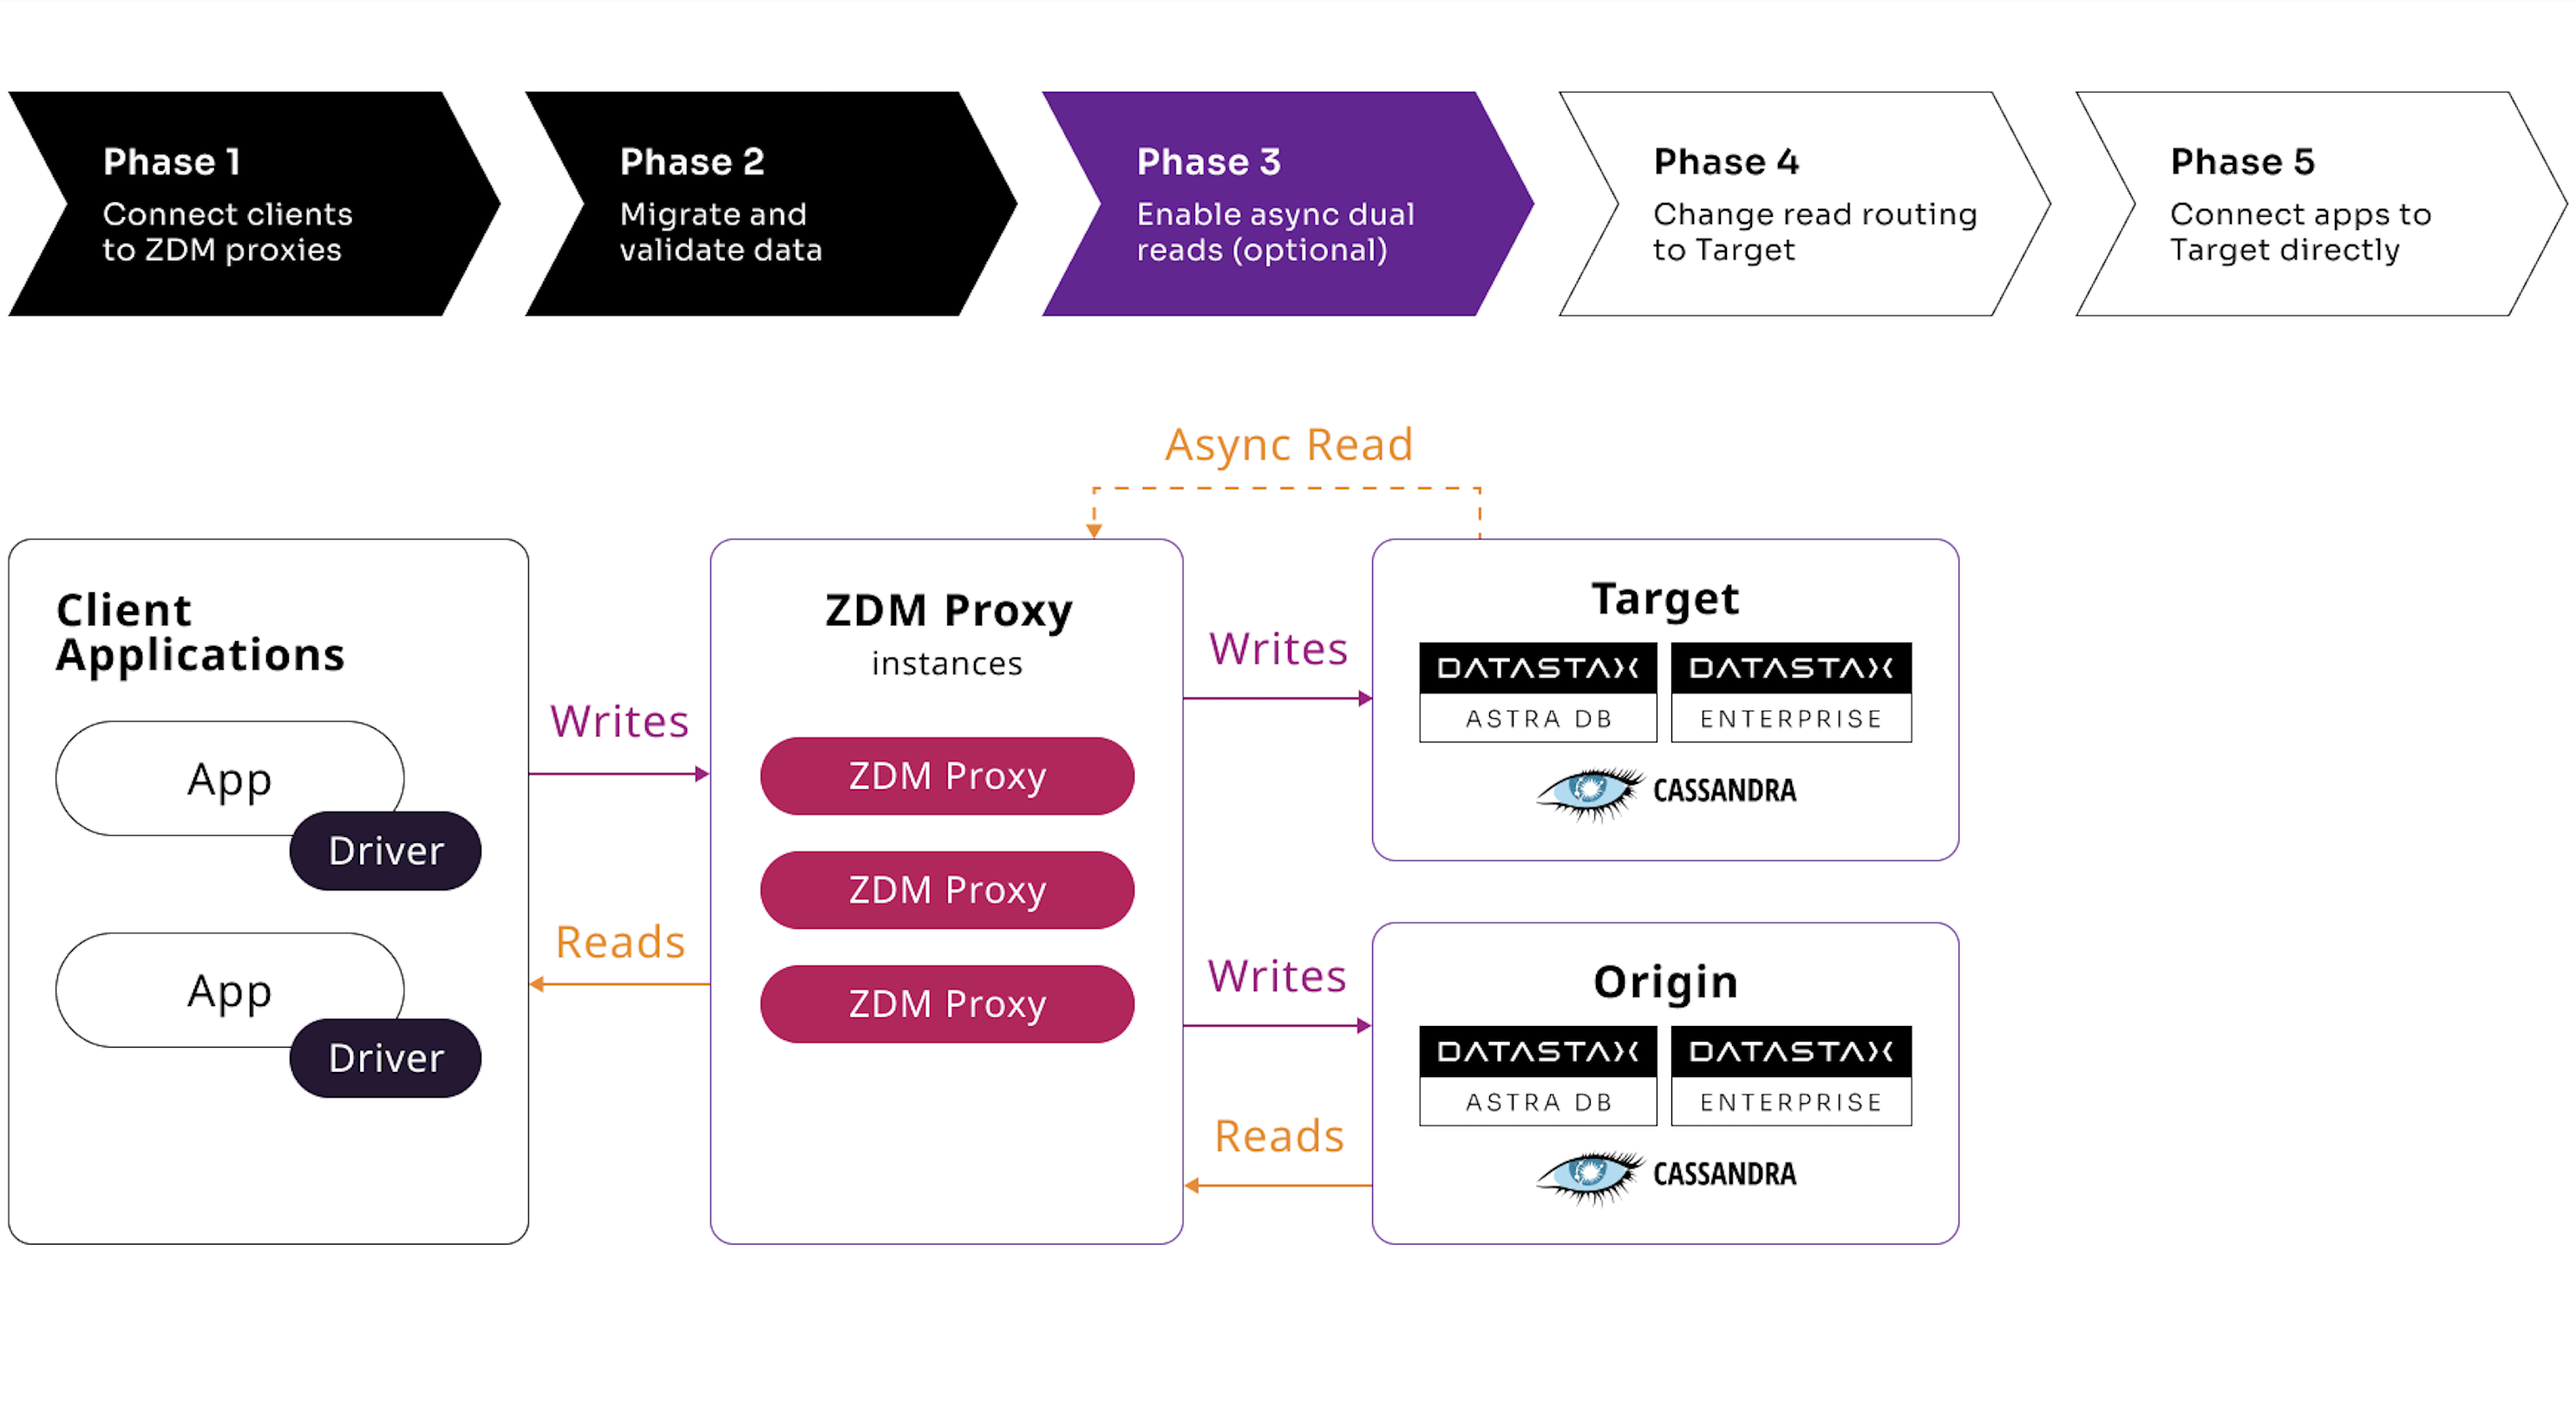 Phase 1
Connect clients
to ZDM proxies
Phase 2
Migrate and
validate data
Phase 3
Enable async dual
reads (optional)
Phase 4
Change read routing
to Target
Phase 5
Connect apps to
Target directly
Async Read
Client
Applications
App
Driver
App
Driver
Writes
Reads
ZDM Proxy
instances
ZDM Proxy
ZDM Proxy
ZDM Proxy
Writes
Writes
Reads
Target
DATASTAX
ASTRA DB
DATASTAX
ENTERPRISE
CASSANDRA
Origin
DATASTAX
ASTRA DB
DATASTAX
ENTERPRISE
CASSANDRA